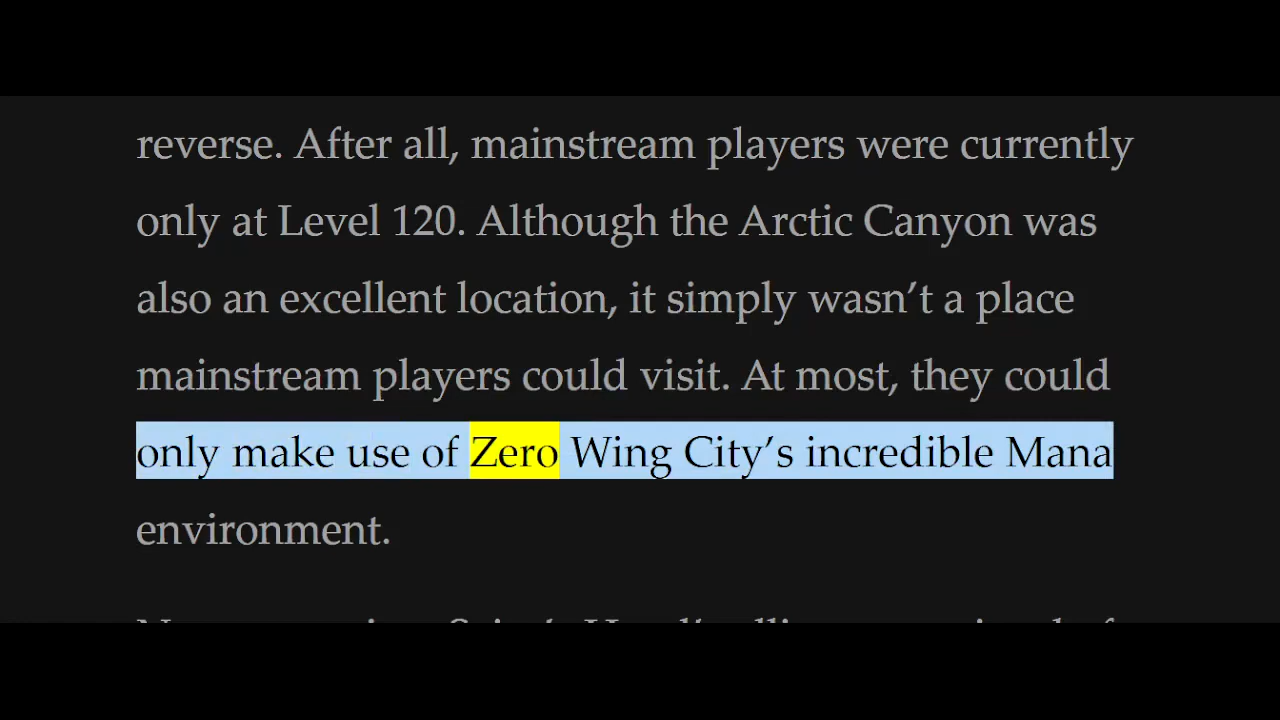 reverse. After all, mainstream players were currently
only at Level 120. Although the Arctic Canyon was
also an excellent location, it simply wasn’t a place
mainstream players could visit. At most, they could
only make use of Zero Wing City’s incredible Mana
environment.